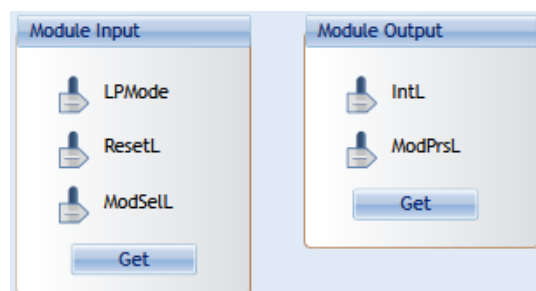 Module Input
LPMode
ResetL
ModSelL
Get
Module Output
IntL
ModPrsL
Get